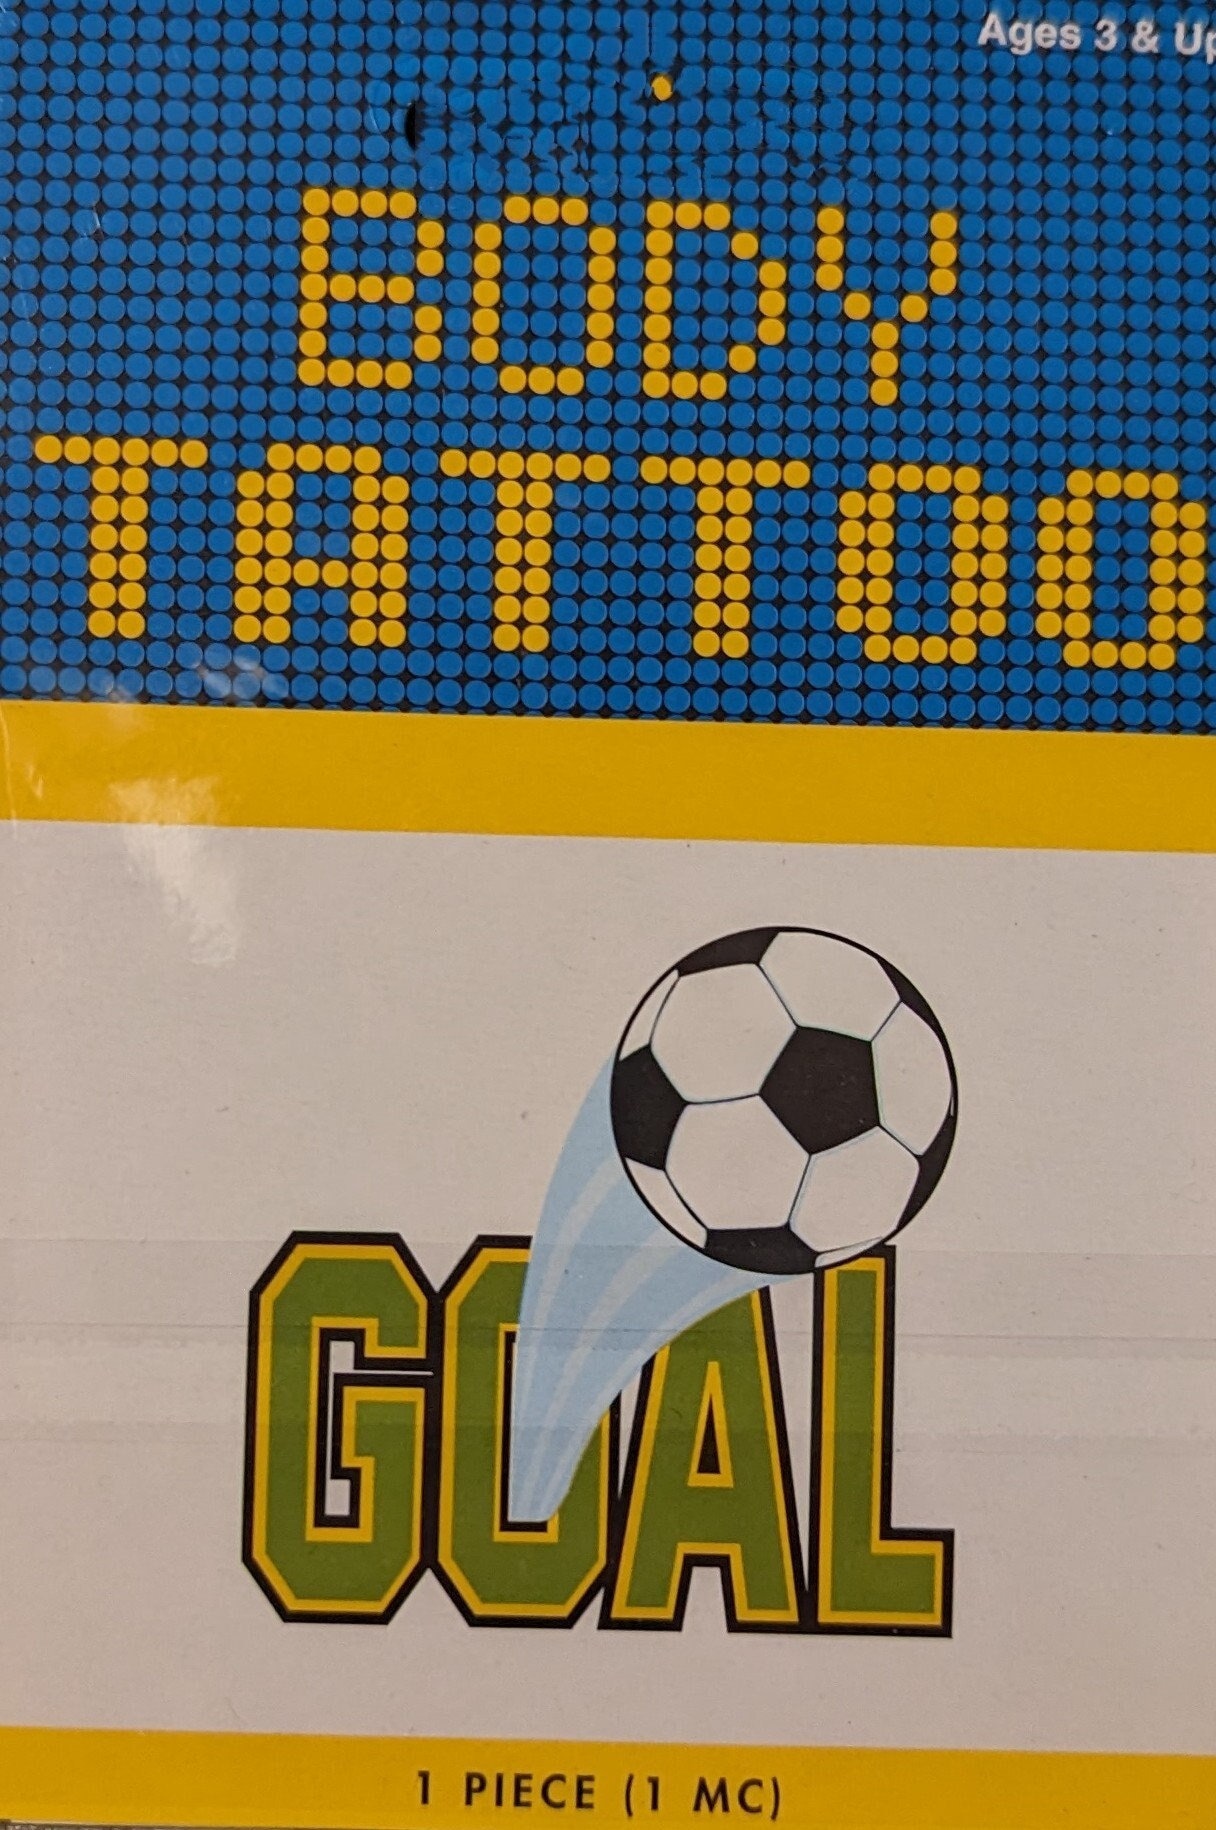 Ages 3 & Up
BODY
TATTOO
GOAL
1 PIECE (1 MC)